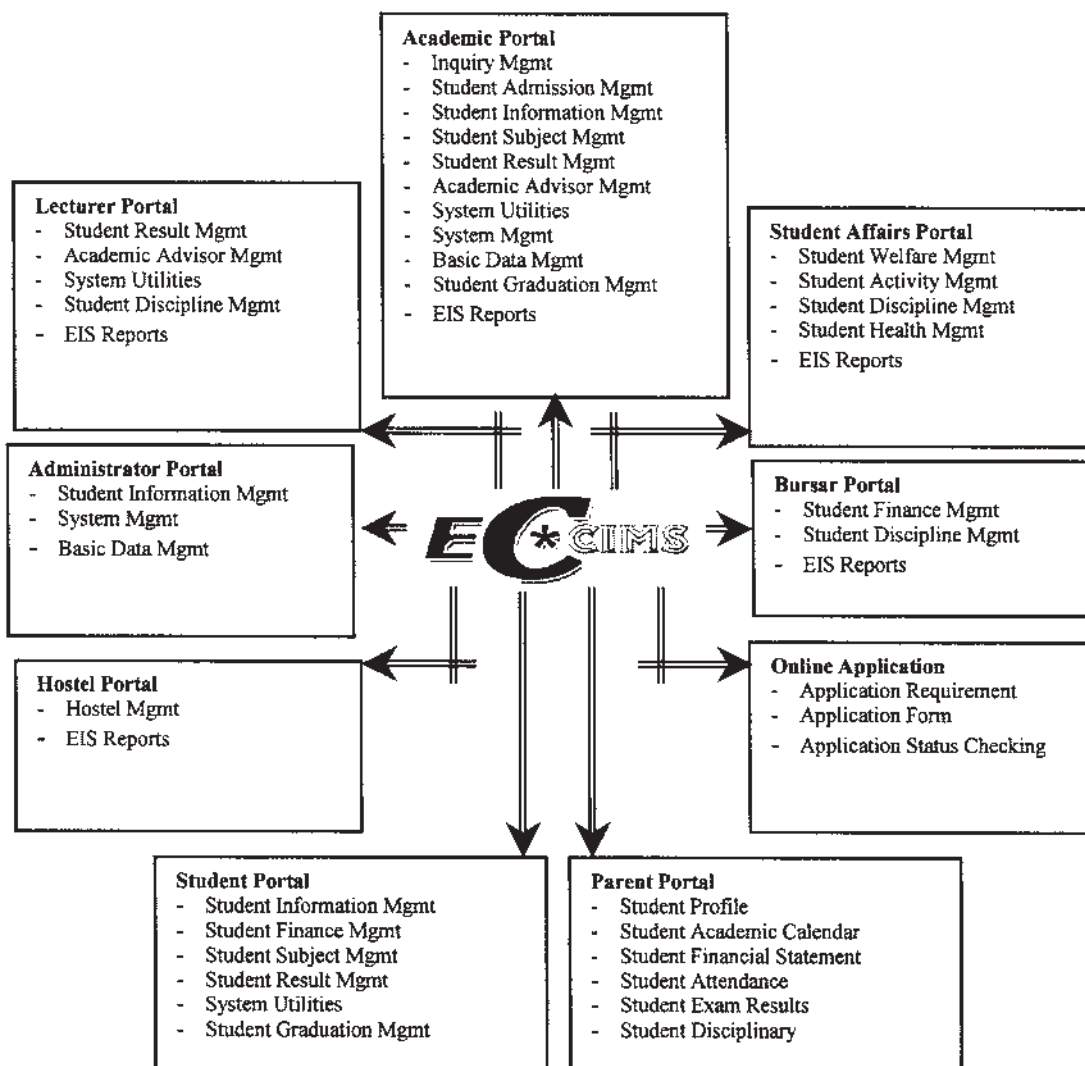 Academic Portal
- Inquiry Mgmt
- Student Admission Mgmt
- Student Information Mgmt
- Student Subject Mgmt
- Student Result Mgmt
- Academic Advisor Mgmt
- System Utilities
- System Mgmt
- Basic Data Mgmt
- Student Graduation Mgmt
- EIS Reports
Lecturer Portal
- Student Result Mgmt
- Academic Advisor Mgmt
- System Utilities
- Student Discipline Mgmt
- EIS Reports
Student Affairs Portal
- Student Welfare Mgmt
- Student Activity Mgmt
- Student Discipline Mgmt
- Student Health Mgmt
- EIS Reports
Administrator Portal
- Student Information Mgmt
- System Mgmt
- Basic Data Mgmt
EC*CIMS
Bursar Portal
- Student Finance Mgmt
- Student Discipline Mgmt
- EIS Reports
Hostel Portal
- Hostel Mgmt
- EIS Reports
Online Application
- Application Requirement
- Application Form
- Application Status Checking
Student Portal
- Student Information Mgmt
- Student Finance Mgmt
- Student Subject Mgmt
- Student Result Mgmt
- System Utilities
- Student Graduation Mgmt
Parent Portal
- Student Profile
- Student Academic Calendar
- Student Financial Statement
- Student Attendance
- Student Exam Results
- Student Disciplinary